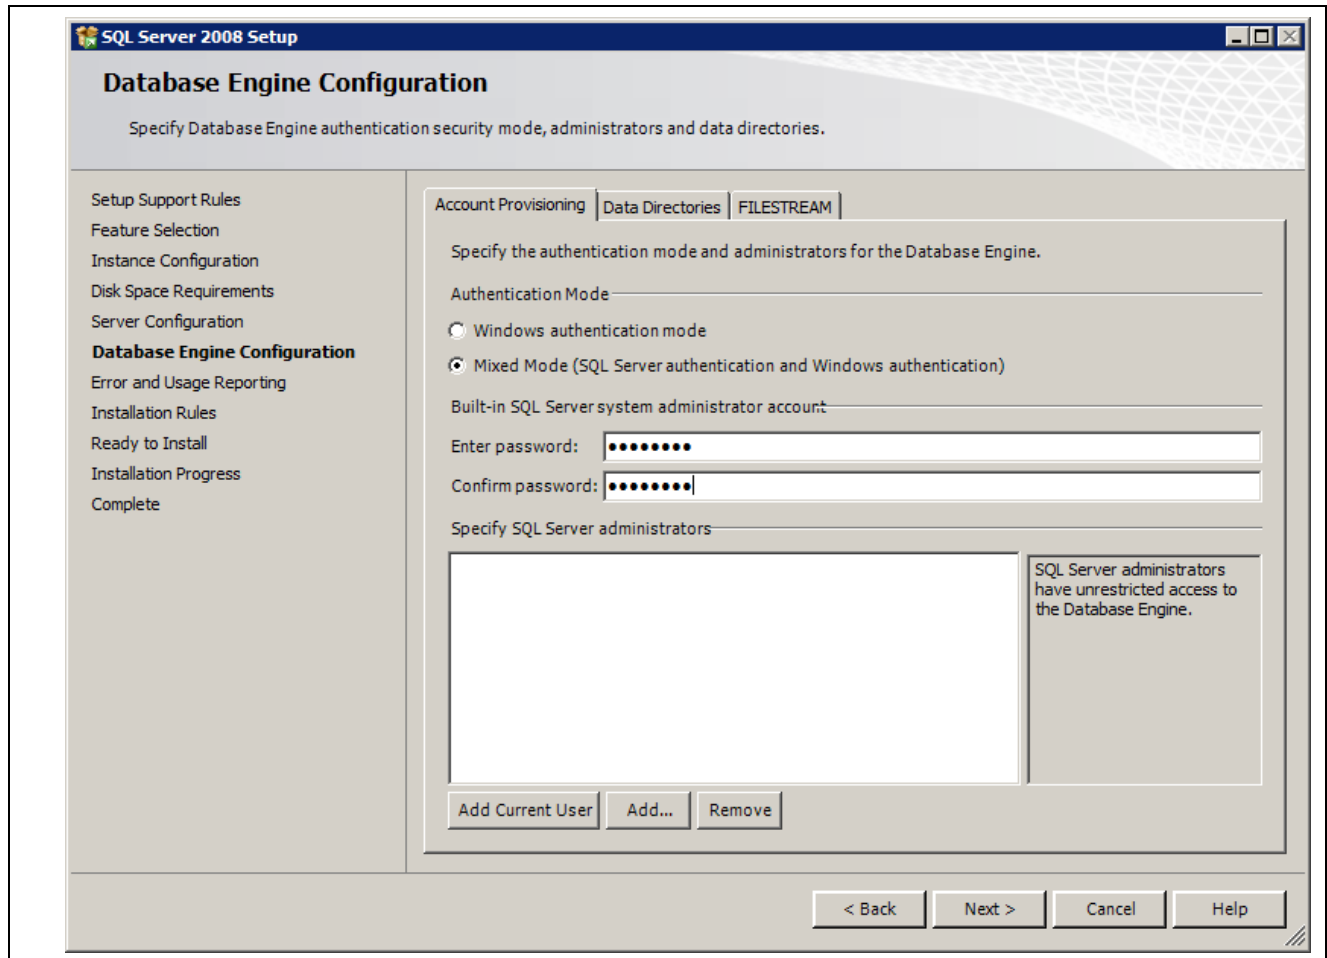 SQL Server 2008 Setup
Database Engine Configuration
Specify Database Engine authentication security mode, administrators and data directories.
Setup Support Rules
Feature Selection
Instance Configuration
Disk Space Requirements
Server Configuration
Database Engine Configuration
Error and Usage Reporting
Installation Rules
Ready to Install
Installation Progress
Complete
Account Provisioning
Data Directories
FILESTREAM
Specify the authentication mode and administrators for the Database Engine.
Authentication Mode
Windows authentication mode
Mixed Mode (SQL Server authentication and Windows authentication)
Built-in SQL Server system administrator account
Enter password: ●●●●●●●●
Confirm password: ●●●●●●●●
Specify SQL Server administrators
SQL Server administrators
have unrestricted access to
the Database Engine.
Add Current User
Add...
Remove
< Back
Next >
Cancel
Help